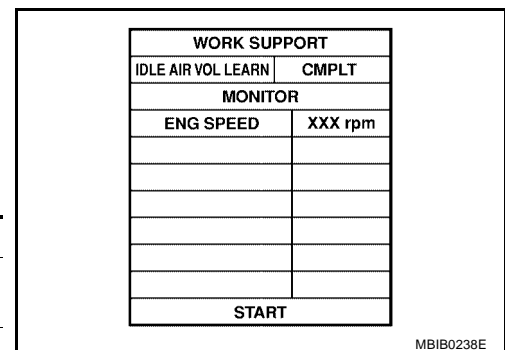 WORK SUPPORT
IDLE AIR VOL LEARN CMPLT
MONITOR
ENG SPEED XXX rpm
START
MBIB0238E